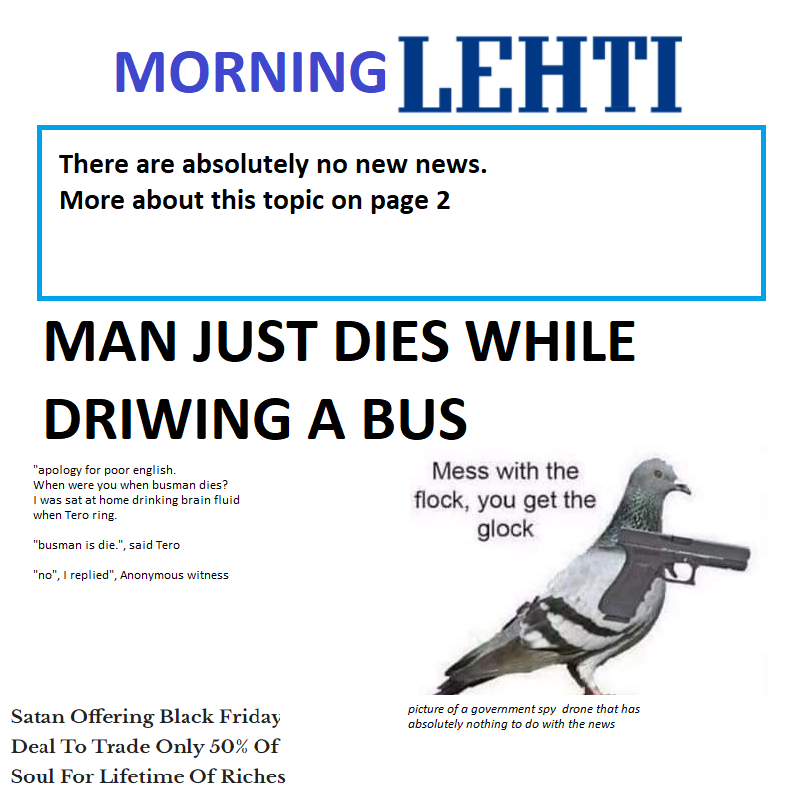 MORNING LEHTI
There are absolutely no new news.
More about this topic on page 2
MAN JUST DIES WHILE
DRIWING A BUS
"apology for poor english.
When were you when busman dies?
I was sat at home drinking brain fluid
when Tero ring.
"busman is die.", said Tero
"no", I replied", Anonymous witness
Mess with the
flock, you get the
glock
picture of a government spy drone that has
absolutely nothing to do with the news
Satan Offering Black Friday
Deal To Trade Only 50% Of
Soul For Lifetime Of Riches